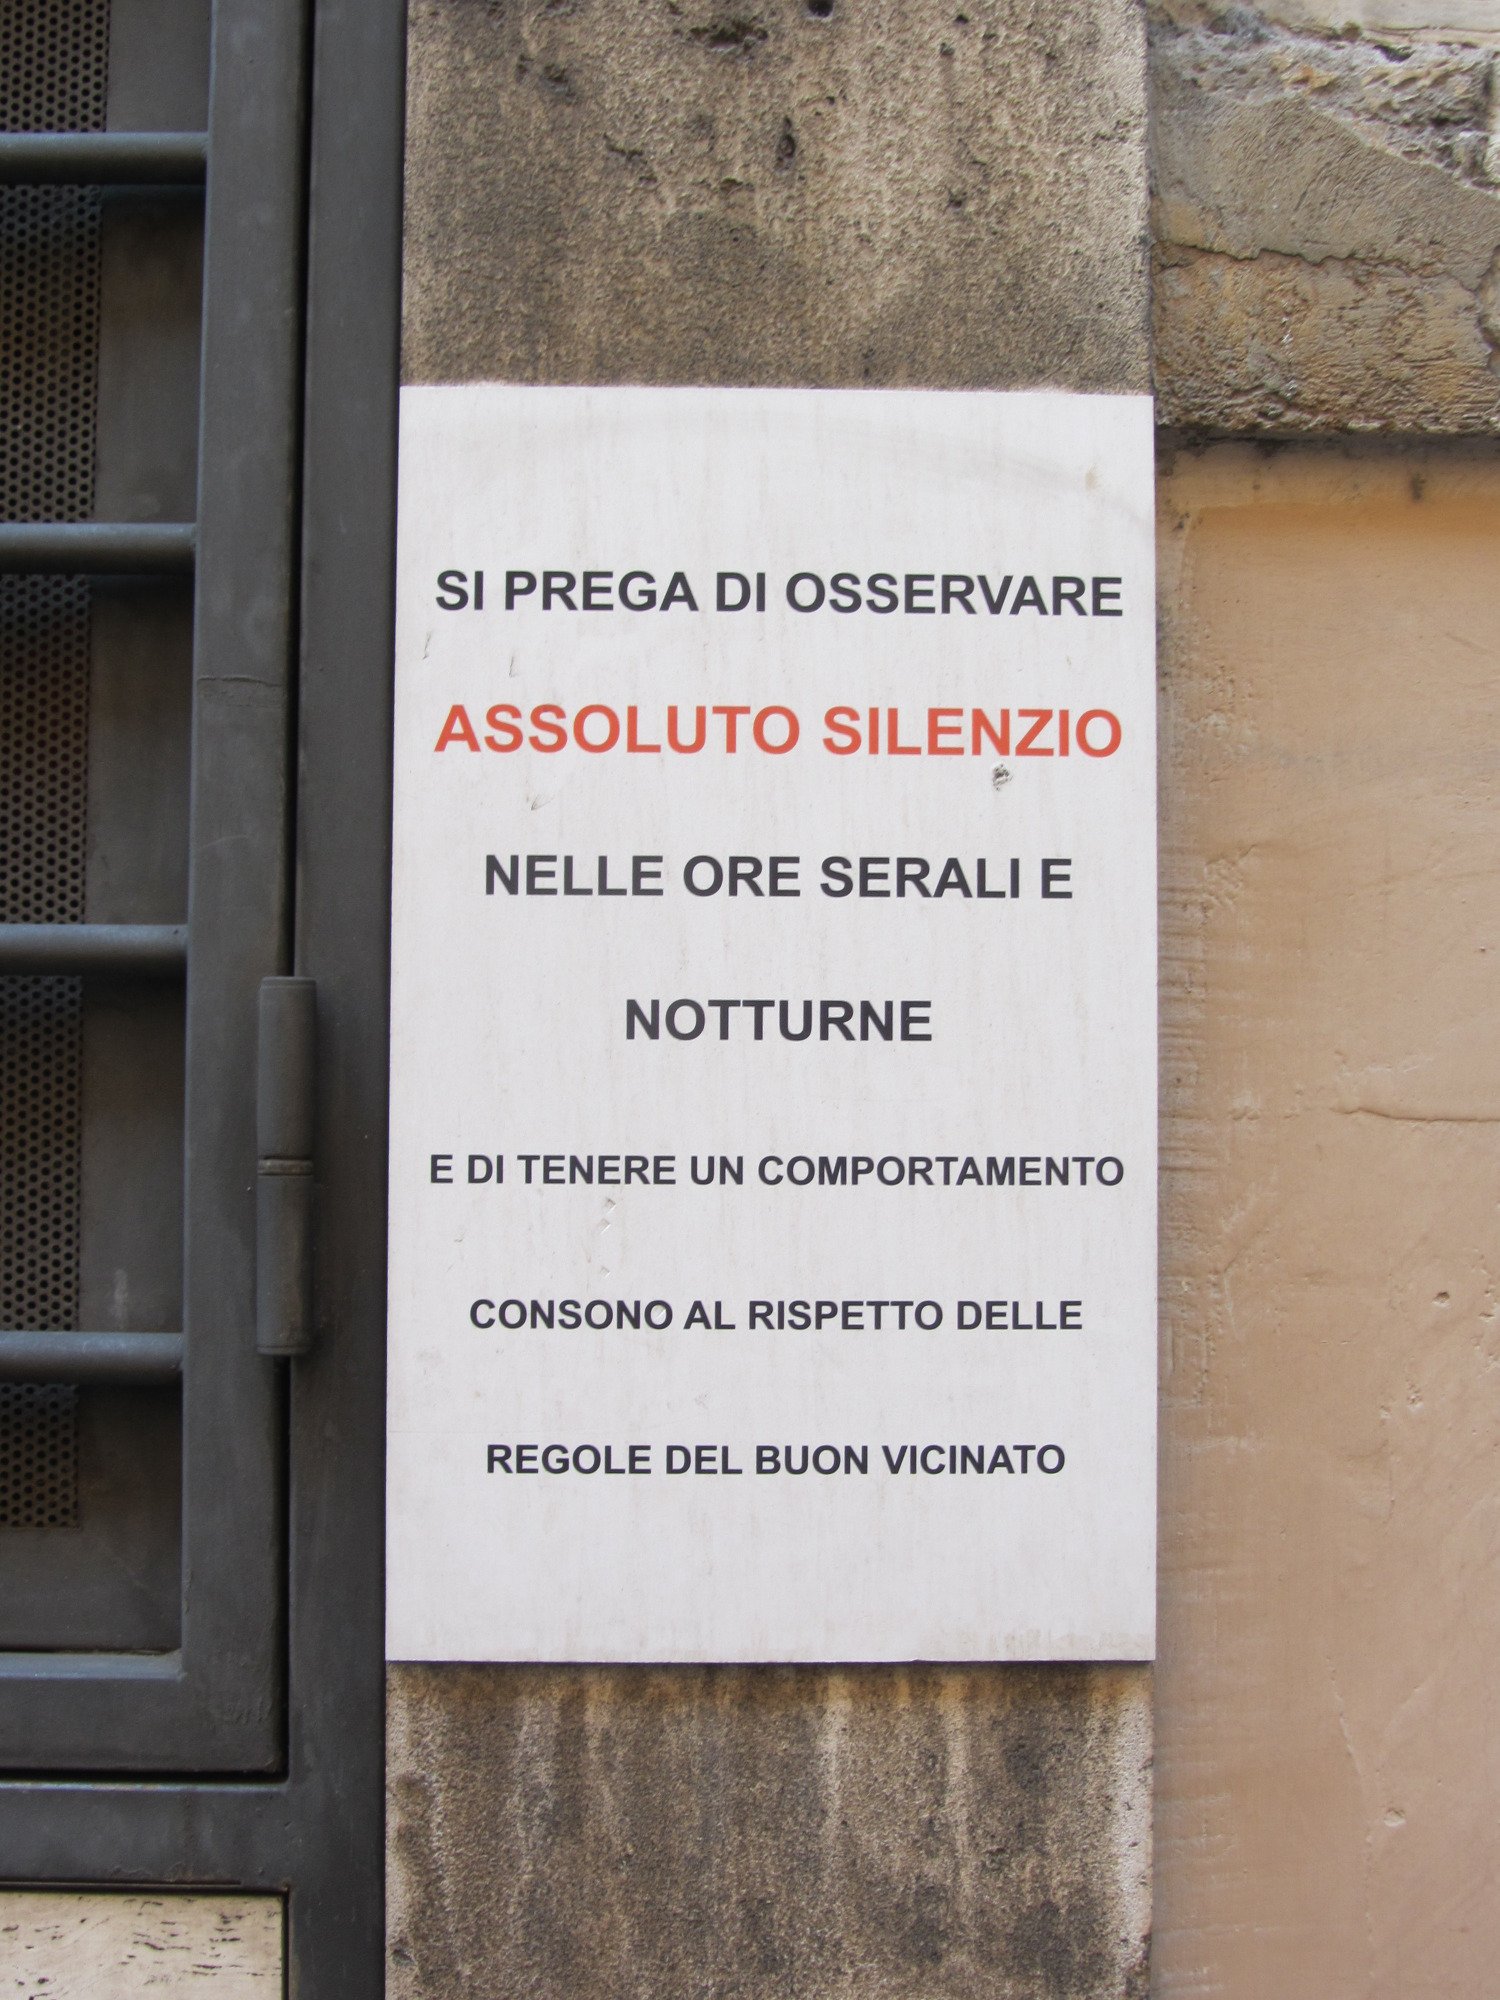 SI PREGA DI OSSERVARE
ASSOLUTO SILENZIO
NELLE ORE SERALI E
NOTTURNE
E DI TENERE UN COMPORTAMENTO
CONSONO AL RISPETTO DELLE
REGOLE DEL BUON VICINATO